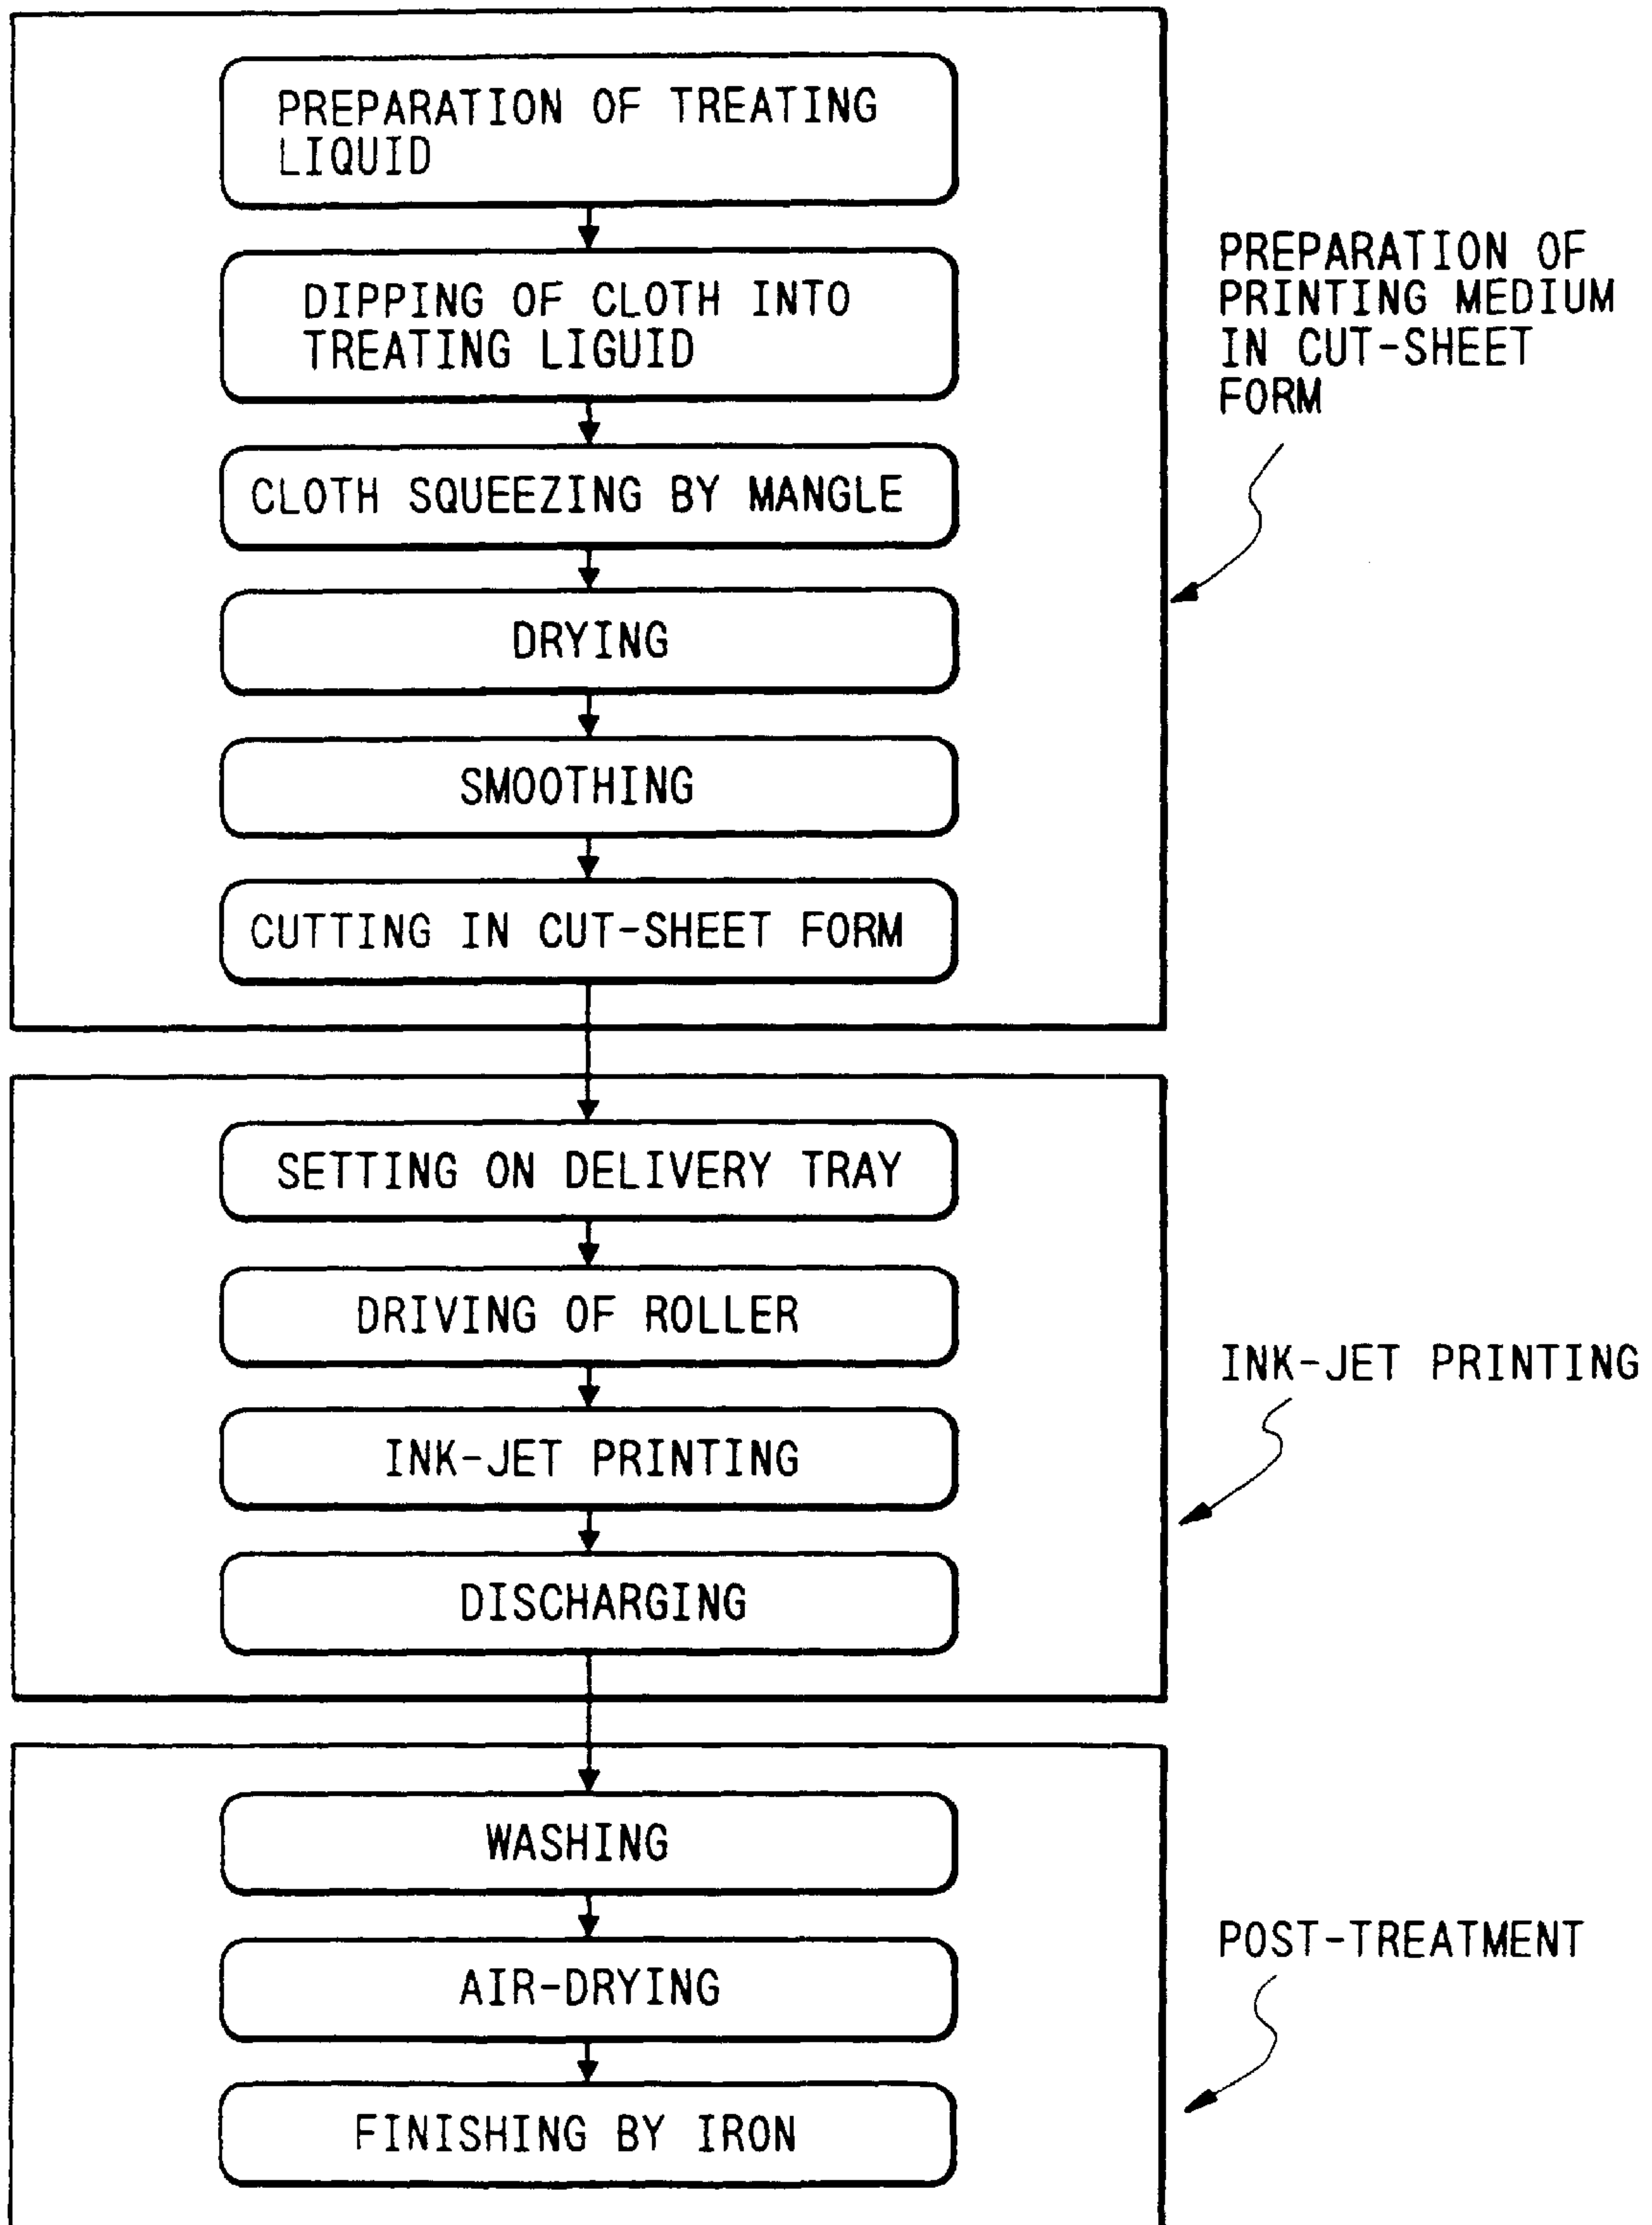 PREPARATION OF TREATING
LIQUID
DIPPING OF CLOTH INTO
TREATING LIGUID
CLOTH SQUEEZING BY MANGLE
DRYING
SMOOTHING
CUTTING IN CUT-SHEET FORM
PREPARATION OF
PRINTING MEDIUM
IN CUT-SHEET
FORM
SETTING ON DELIVERY TRAY
DRIVING OF ROLLER
INK-JET PRINTING
DISCHARGING
INK-JET PRINTING
WASHING
AIR-DRYING
FINISHING BY IRON
POST-TREATMENT